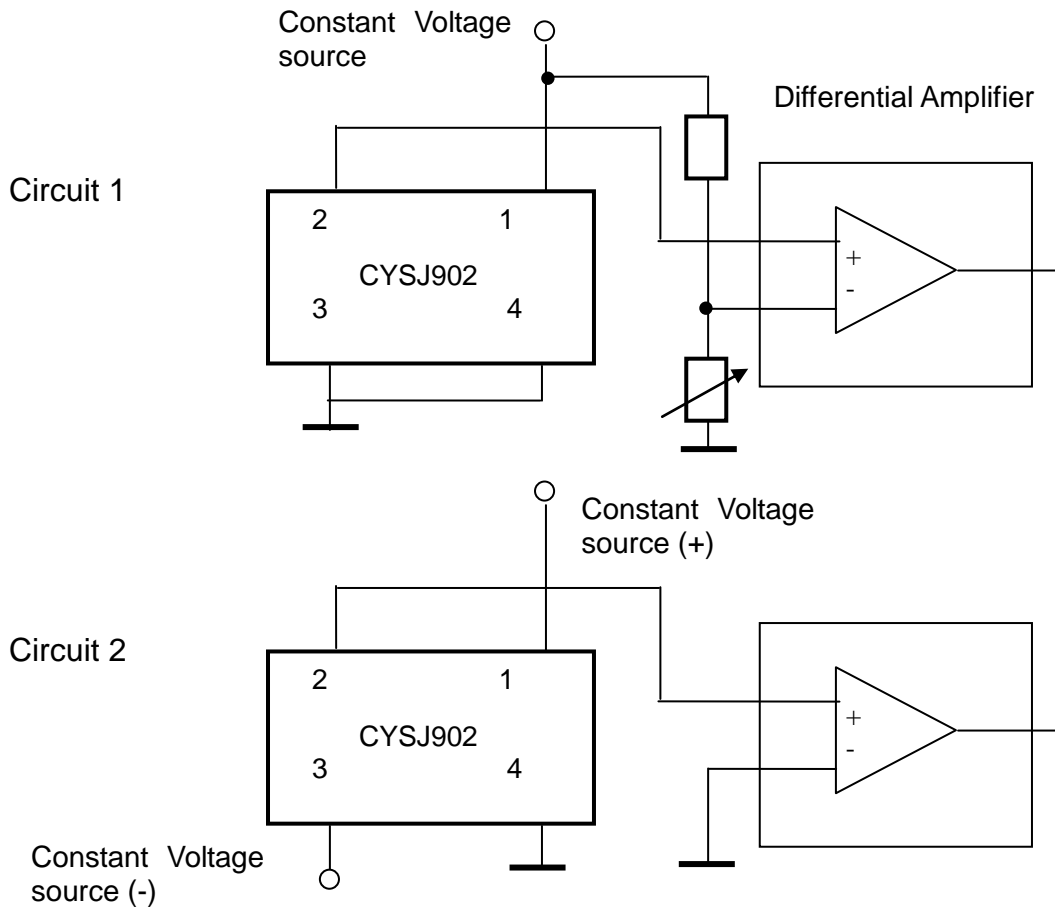 Constant Voltage
source
Differential Amplifier
Circuit 1
2 1
CYSJ902
3 4
+
-
Constant Voltage
source (+)
Circuit 2
2 1
CYSJ902
3 4
+
-
Constant Voltage
source (-)